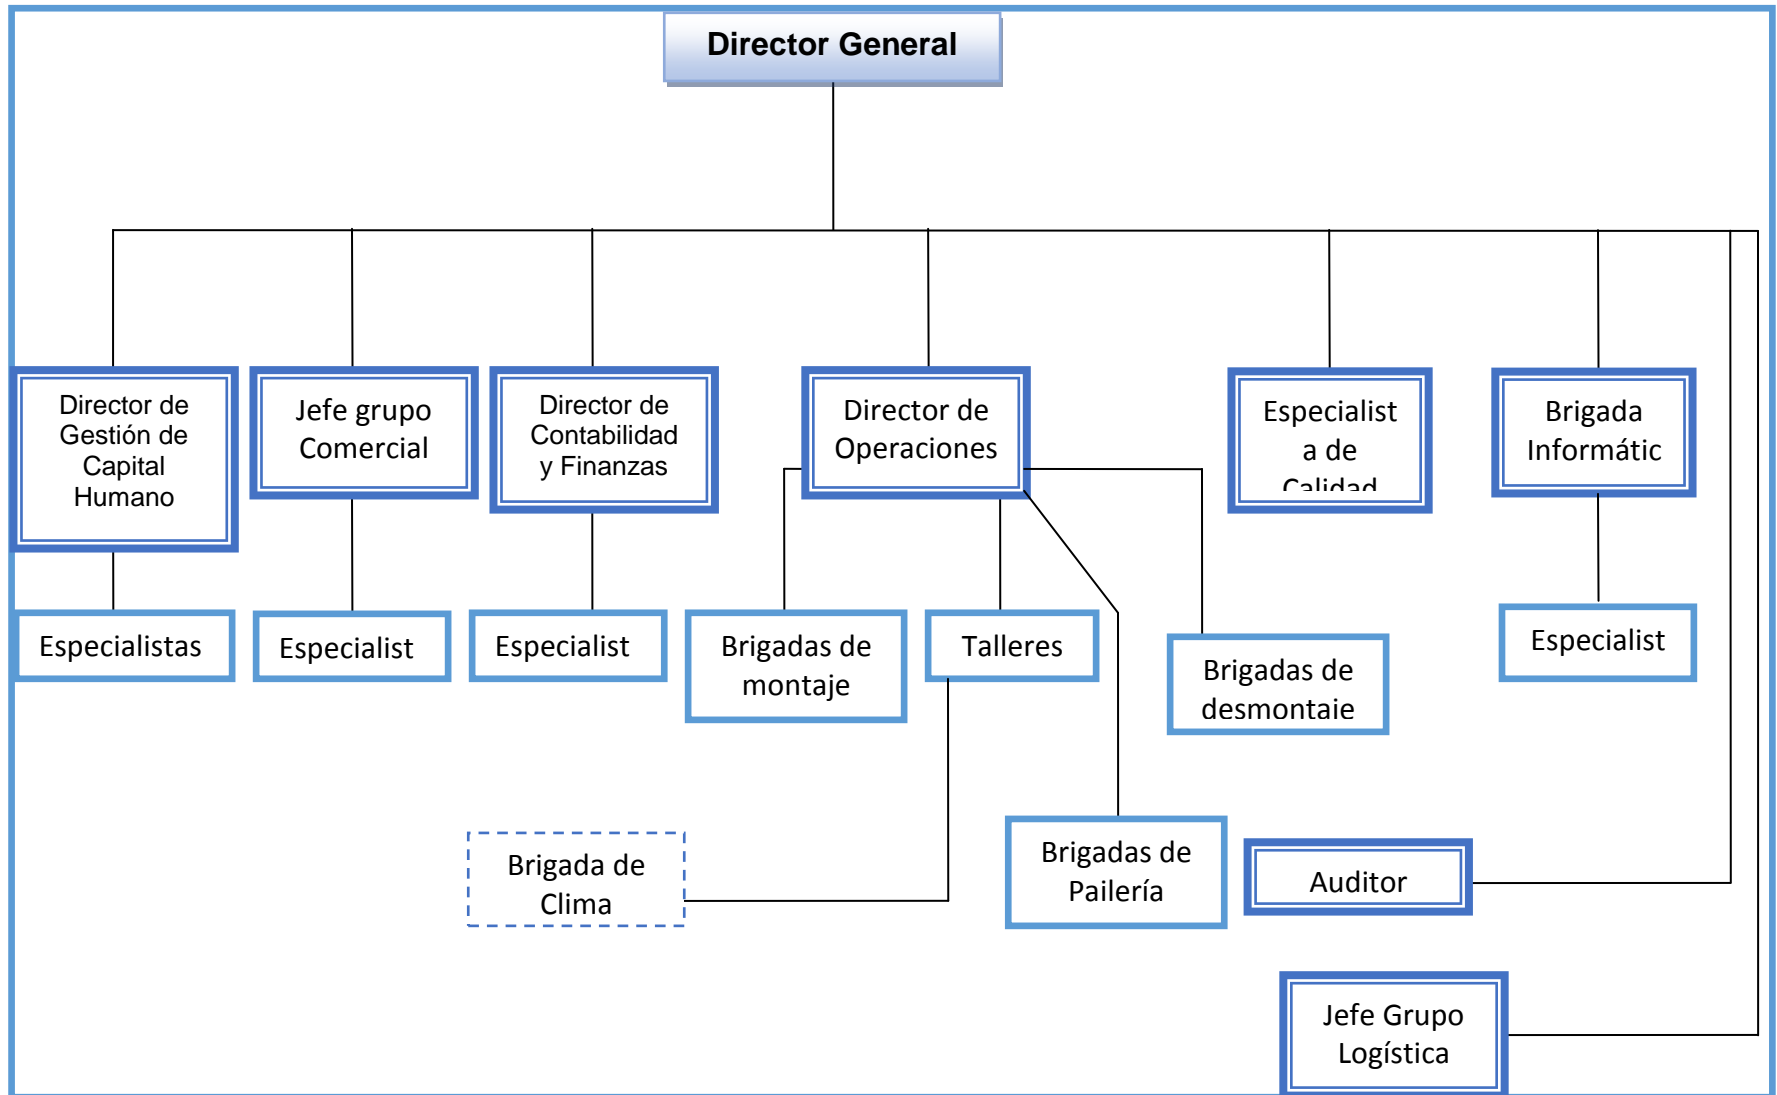 Director General
Director de
Gestión de
Capital
Humano
Jefe grupo
Comercial
Director de
Contabilidad
y Finanzas
Director de
Operaciones
Especialist
a de
Calidad
Brigada
Informátic
Especialistas
Especialist
Especialist
Brigadas de
montaje
Talleres
Brigadas de
desmontaje
Especialist
Brigada de
Clima
Brigadas de
Pailería
Auditor
Jefe Grupo
Logística